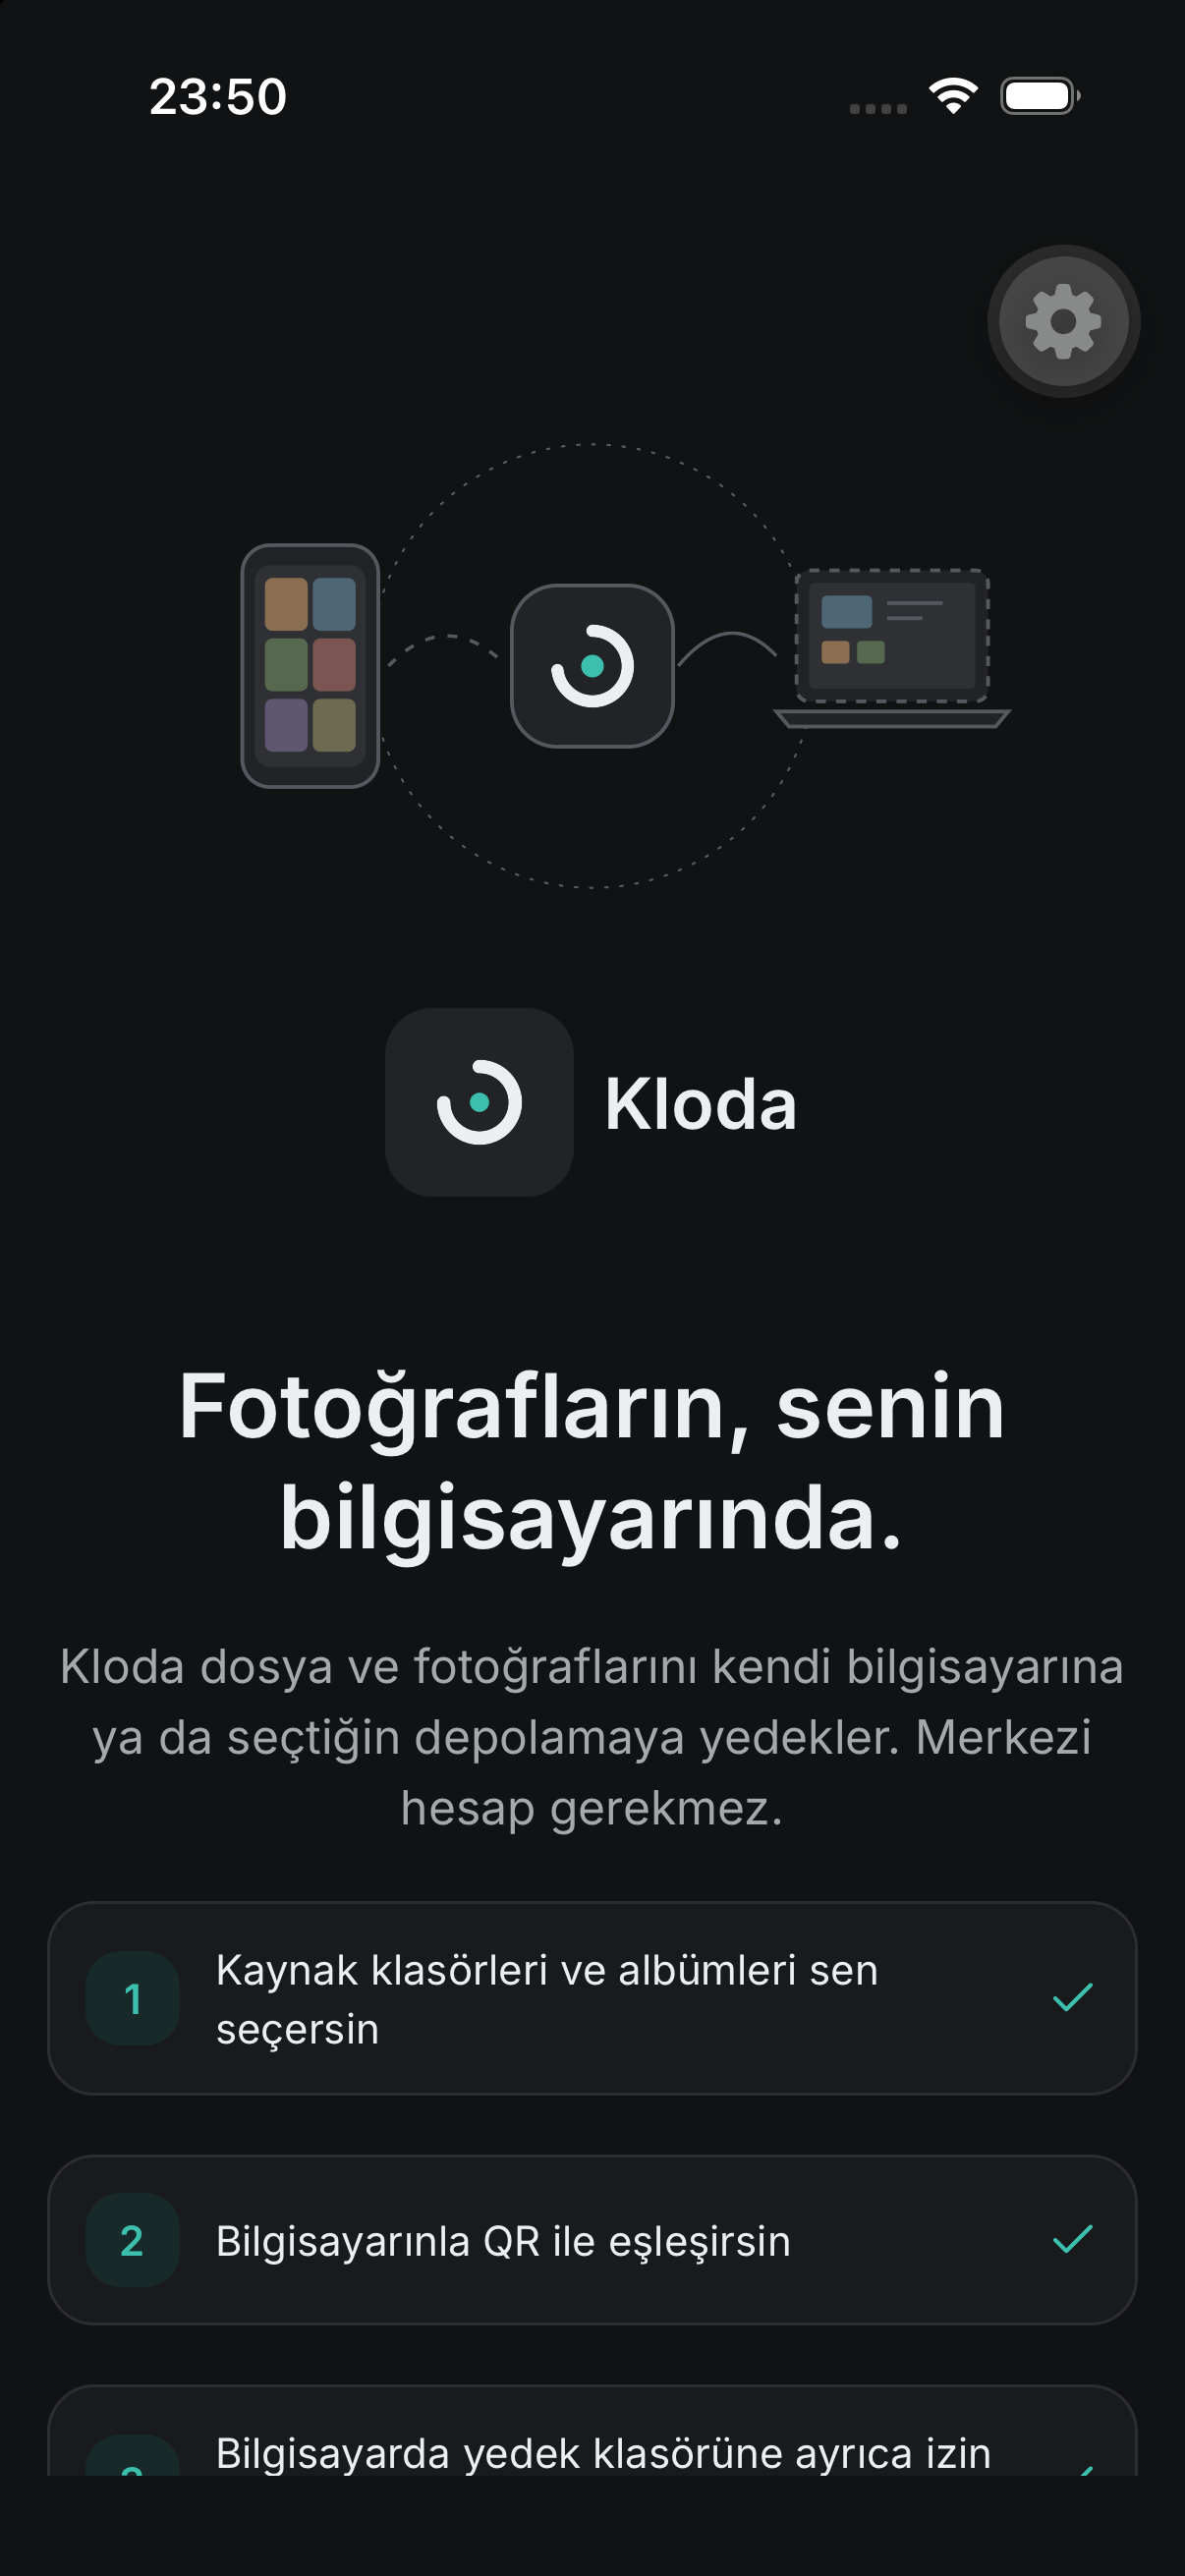 23:50
Kloda
Fotoğrafların, senin
bilgisayarında.
Kloda dosya ve fotoğraflarını kendi bilgisayarına
ya da seçtiğin depolamaya yedekler. Merkezi
hesap gerekmez.
1
Kaynak klasörleri ve albümleri sen
seçersin
2
Bilgisayarınla QR ile eşleşirsin
Bilgisayarda yedek klasörüne ayrıca izin